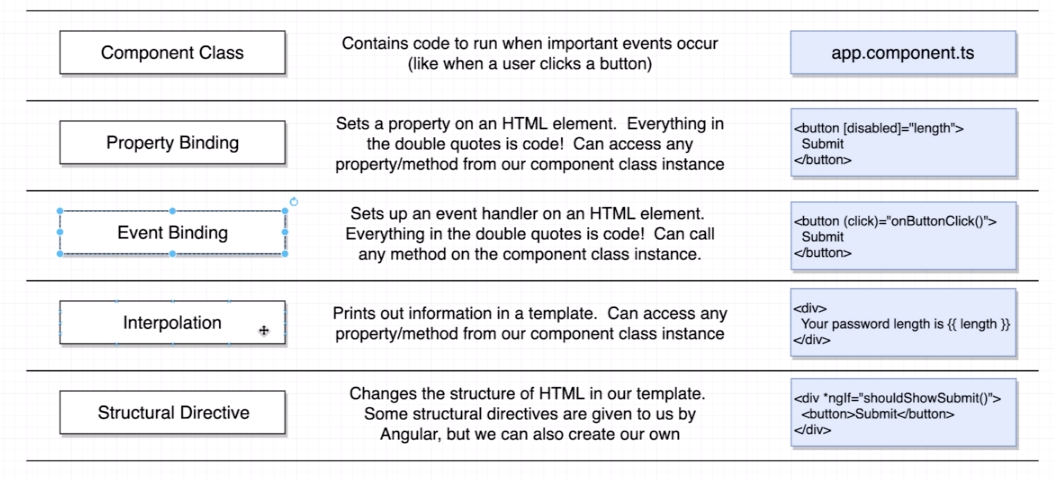 Component Class
Contains code to run when important events occur
(like when a user clicks a button)
app.component.ts
Property Binding
Sets a property on an HTML element.  Everything in
the double quotes is code!  Can access any
property/method from our component class instance
<button [disabled]="length">
  Submit
</button>
Event Binding
Sets up an event handler on an HTML element.
Everything in the double quotes is code!  Can call
any method on the component class instance.
<button (click)="onButtonClick()">
  Submit
</button>
Interpolation
Prints out information in a template.  Can access any
property/method from our component class instance
<div>
  Your password length is {{ length }}
</div>
Structural Directive
Changes the structure of HTML in our template.
Some structural directives are given to us by
Angular, but we can also create our own
<div *ngIf="shouldShowSubmit()">
  <button>Submit</button>
</div>